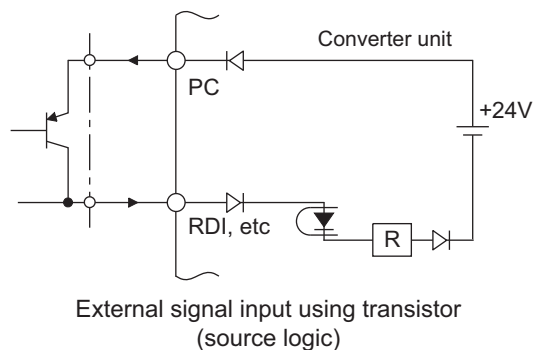 Converter unit
PC
+24V
RDI, etc
R
External signal input using transistor
(source logic)